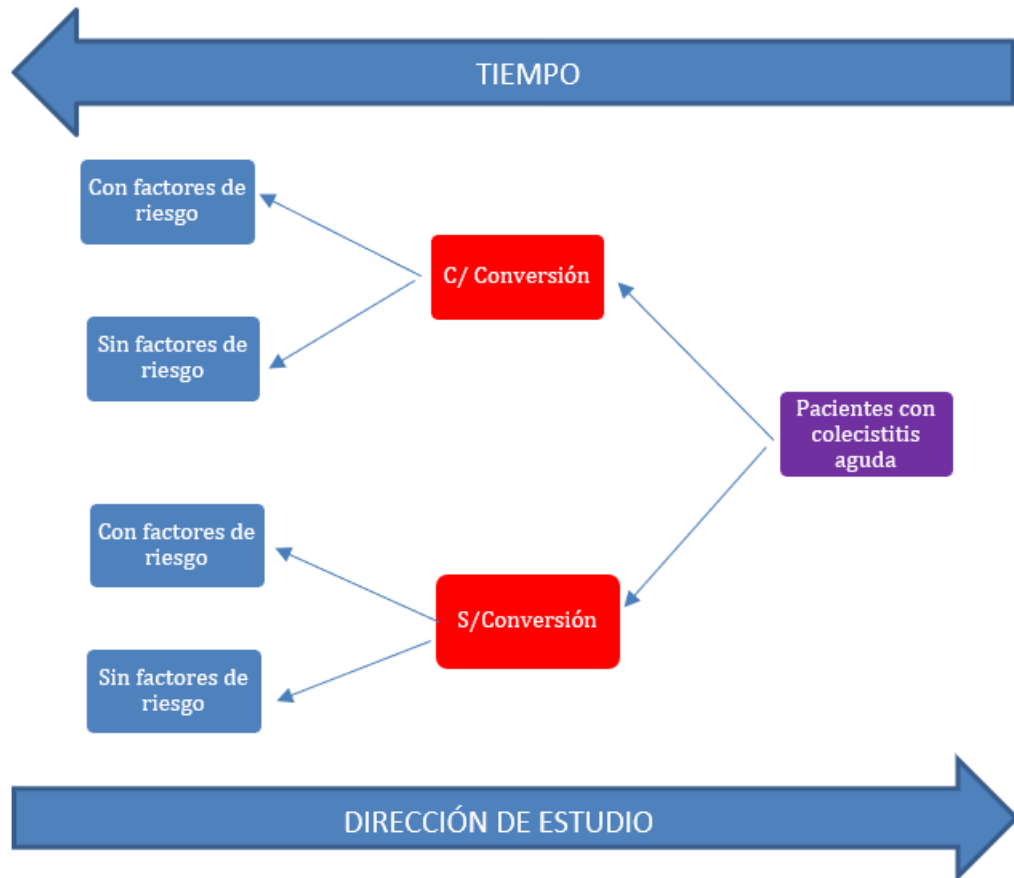 TIEMPO
Con factores de
riesgo
C/ Conversión
Sin factores de
riesgo
Pacientes con
colecistitis
aguda
Con factores de
riesgo
S/Conversión
Sin factores de
riesgo
DIRECCIÓN DE ESTUDIO